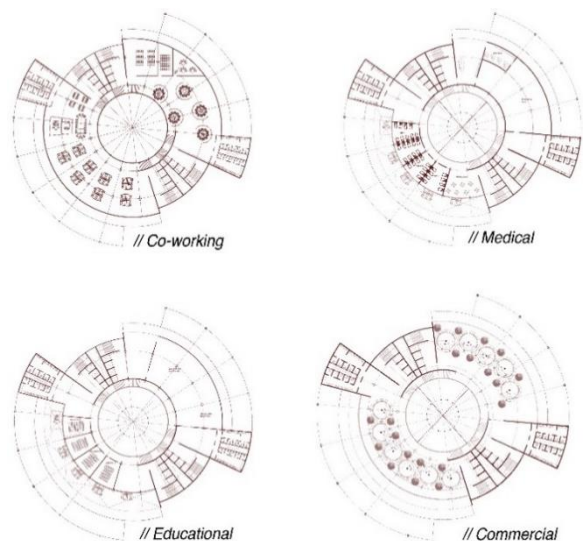 // Co-working
// Medical
// Educational
// Commercial